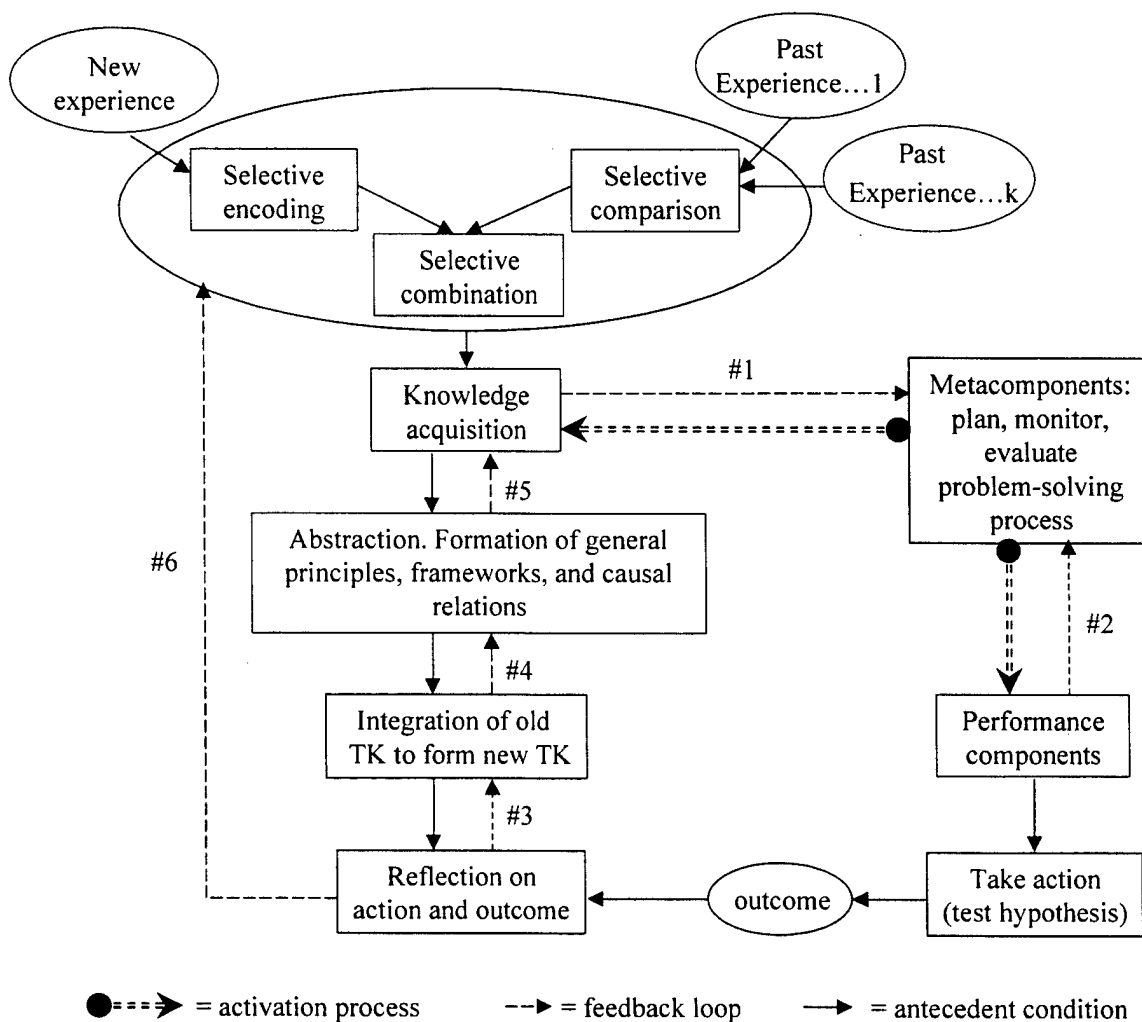 New
experience
Past
Experience...1
Past
Experience...k
Selective
encoding
Selective
comparison
Selective
combination
Knowledge
acquisition
#1
Metacomponents:
plan, monitor,
evaluate
problem-solving
process
#5
Abstraction. Formation of general
principles, frameworks, and causal
relations
#6
#2
#4
Integration of old
TK to form new TK
Performance
components
#3
Reflection on
action and outcome
outcome
Take action
(test hypothesis)
= activation process
= feedback loop
= antecedent condition